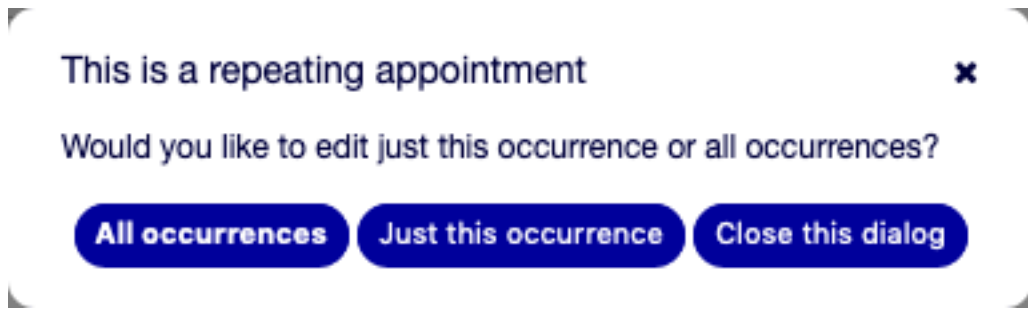 This is a repeating appointment
Would you like to edit just this occurrence or all occurrences?
All occurrences Just this occurrence Close this dialog